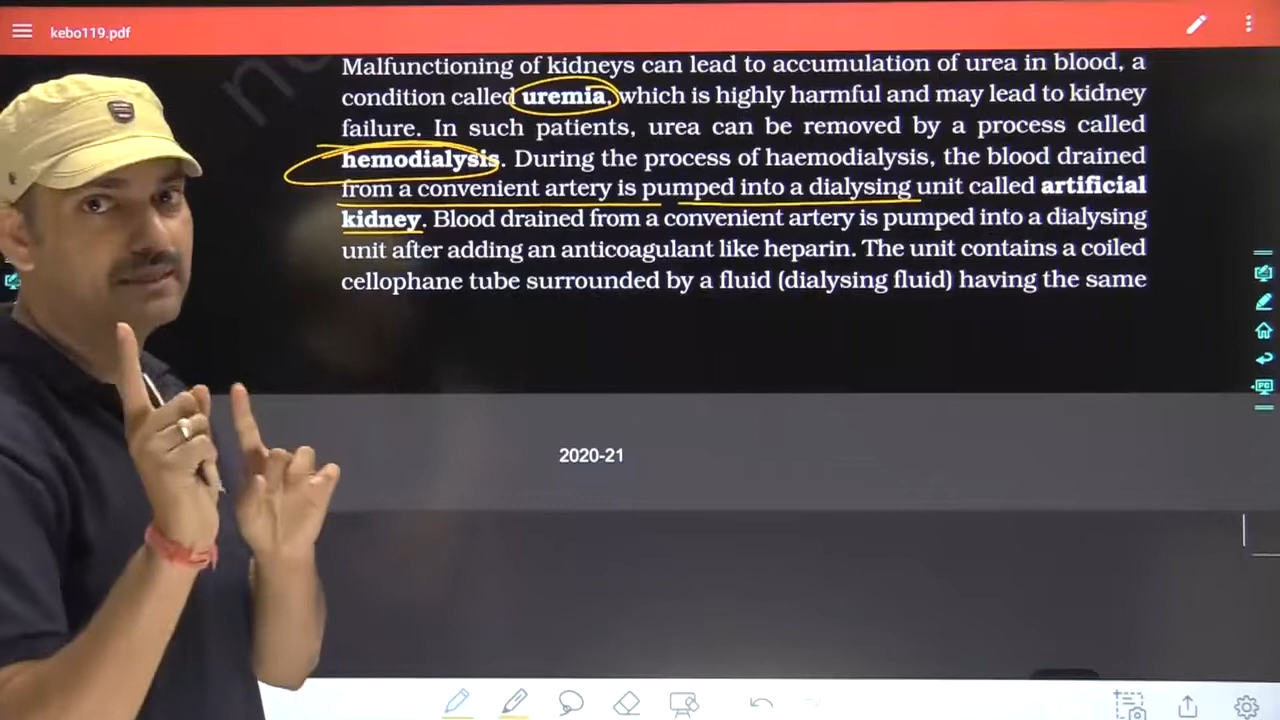 kebo119.pdf
Malfunctioning of kidneys can lead to accumulation of urea in blood, a
condition called uremia, which is highly harmful and may lead to kidney
failure. In such patients, urea can be removed by a process called
hemodialysis. During the process of haemodialysis, the blood drained
from a convenient artery is pumped into a dialysing unit called artificial
kidney. Blood drained from a convenient artery is pumped into a dialysing
unit after adding an anticoagulant like heparin. The unit contains a coiled
cellophane tube surrounded by a fluid (dialysing fluid) having the same
2020-21
PC